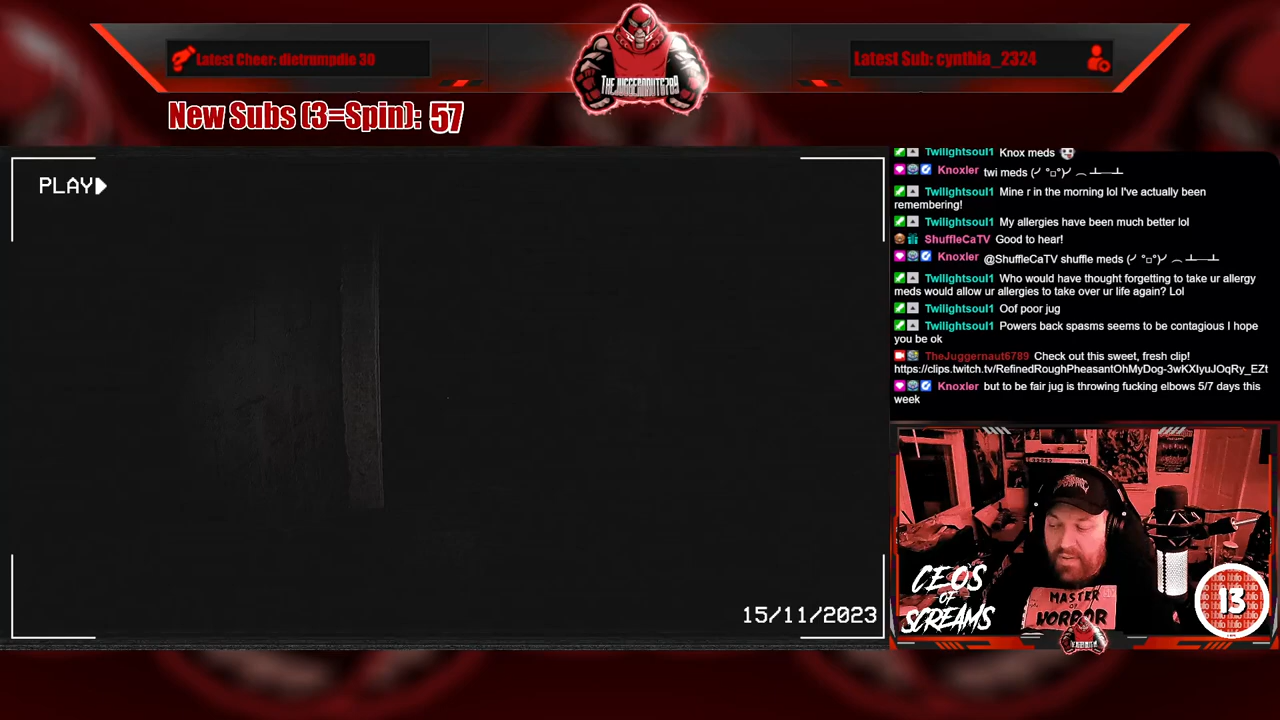 Latest Cheer: dietrumpdie 30
THEJUGGERNAUT6789
Latest Sub: cynthia_2324
New Subs (3=Spin): 57
PLAY
15/11/2023
Twilightsoul1 Knox meds
Knoxler twi meds (╯°□°)╯︵ ┻━┻
Twilightsoul1 Mine r in the morning lol I've actually been
remembering!
Twilightsoul1 My allergies have been much better lol
ShuffleCaTV Good to hear!
Knoxler @ShuffleCaTV shuffle meds (╯°□°)╯︵ ┻━┻
Twilightsoul1 Who would have thought forgetting to take ur allergy
meds would allow ur allergies to take over ur life again? Lol
Twilightsoul1 Oof poor jug
Twilightsoul1 Powers back spasms seems to be contagious I hope
you be ok
TheJuggernaut6789 Check out this sweet, fresh clip!
https://clips.twitch.tv/RefinedRoughPheasantOhMyDog-3wKXIyuJOqRy_EZt
Knoxler but to be fair jug is throwing fucking elbows 5/7 days this
week
CEO'S
OF
SCREAMS
MASTER
OF
HORROR
13